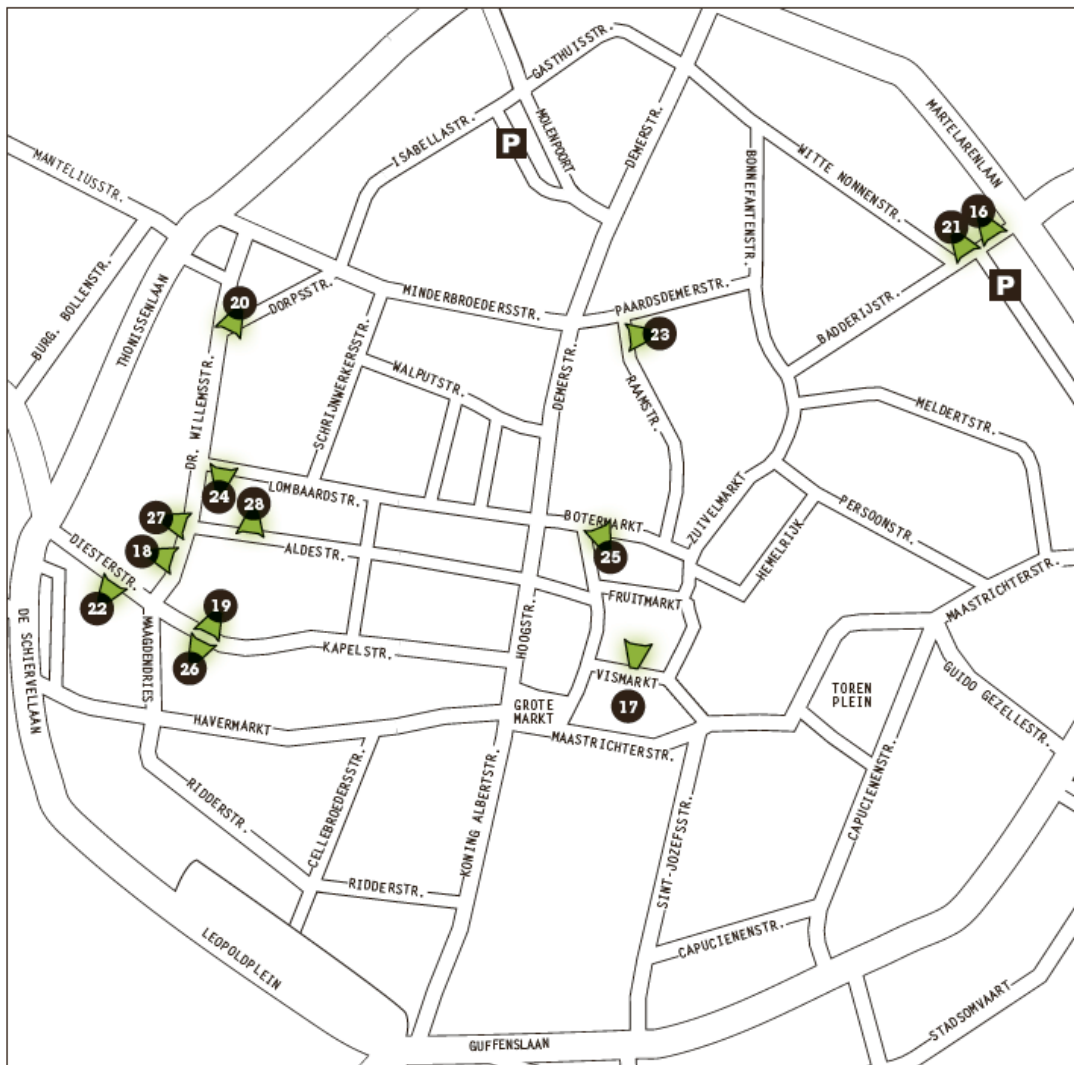 GASTHUISSTR.
MARTELARENLAAN
ISABELLASTR.
MOLENPOORT
P
DEMERSTR.
WITTE NONNENSTR.
BONNEFANTENSTR.
MANTELIUSSTR.
16
21
P
BURG. BOLLENSTR.
THONISSENLAAN
20
DORPSSTR.
MINDERBROEDERSSTR.
PAARDSDEMERSTR.
23
BADDERIJSTR.
DR. WILLEMSSTR.
SCHRIJNWERKERSSTR.
WALPUTSTR.
DEMERSTR.
RAAMSTR.
MELDERTSTR.
24
28
LOMBAARDSTR.
27
18
BOTERMARKT
25
ZUIVELMARKT
HEMELRIJK
PERSOONSTR.
DIESTERSTR.
ALDESTR.
22
19
26
FRUITMARKT
MAASTRICHTERSTR.
DE SCHIERVELLAAN
MAAGDENDRIES
KAPELSTR.
HOOGSTR.
VISMARKT
17
TOREN
PLEIN
GUIDO GEZELLESTR.
HAVERMARKT
GROTE
MARKT
MAASTRICHTERSTR.
RIDDERSTR.
CELLEBROEDERSSTR.
KONING ALBERTSTR.
SINT-JOZEFSSTR.
CAPUCIENENSTR.
RIDDERSTR.
CAPUCIENENSTR.
LEOPOLDPLEIN
GUFFENSLAAN
STADSOMVAART